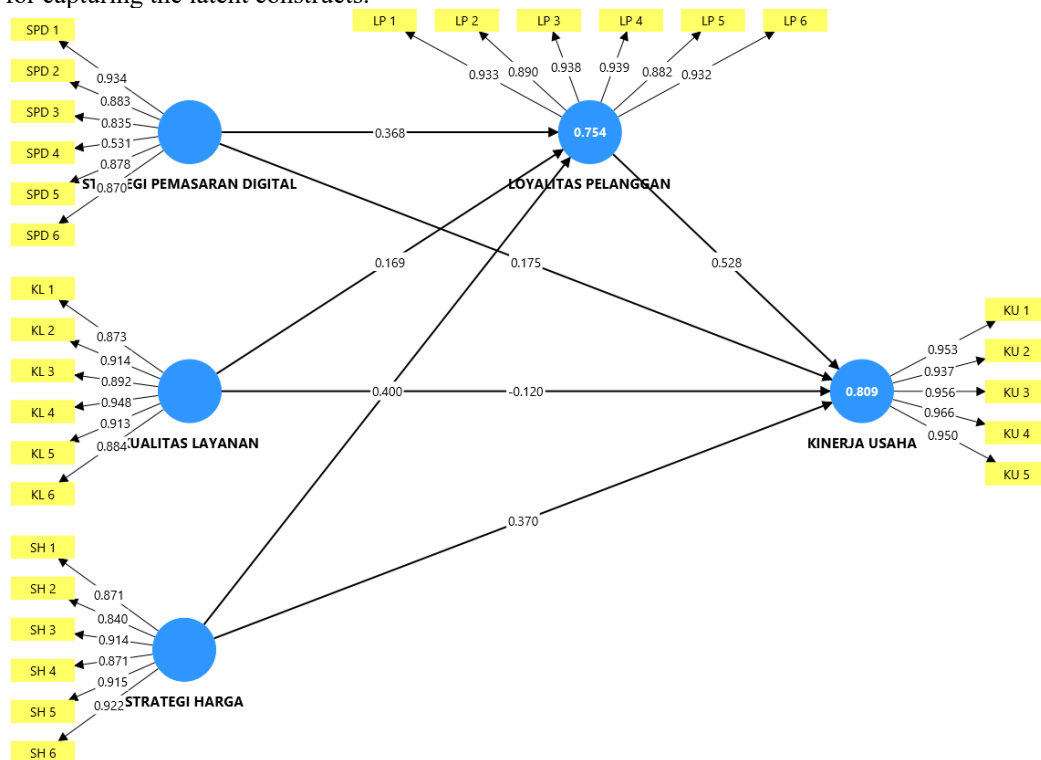 for capturing the latent constructs.
LP 1
LP 2
LP 3
LP 4
LP 5
LP 6
0.933
0.890
0.938
0.939
0.882
0.932
0.754
LOYALITAS PELANGGAN
SPD 1
SPD 2
SPD 3
SPD 4
SPD 5
SPD 6
0.934
0.883
0.835
0.531
0.878
0.870
PEMASARAN DIGITAL
0.368
0.169
0.175
0.528
KL 1
KL 2
KL 3
KL 4
KL 5
KL 6
0.873
0.914
0.892
0.948
0.913
0.884
LAYANAN
0.400
-0.120
0.809
KINERJA USAHA
KU 1
KU 2
KU 3
KU 4
KU 5
0.953
0.937
0.956
0.966
0.950
0.370
SH 1
SH 2
SH 3
SH 4
SH 5
SH 6
0.871
0.840
0.914
0.871
0.915
0.922
STRATEGI HARGA